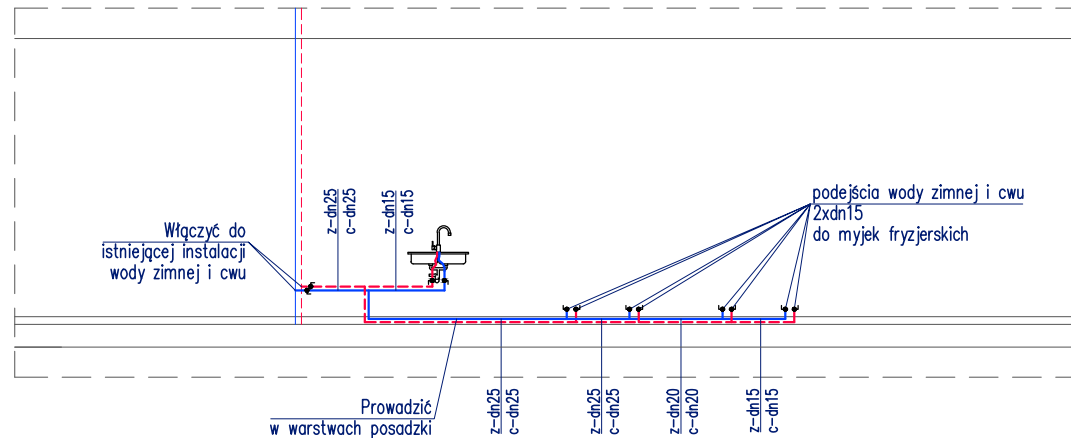 z-dn25
c-dn25
z-dn15
c-dn15
podejścia wody zimnej i cwu
2xdn15
do myjek fryzjerskich
Włączyć do
istniejącej instalacji
wody zimnej i cwu
Prowadzić
w warstwach posadzki
z-dn25
c-dn25
z-dn25
c-dn25
z-dn20
c-dn20
z-dn15
c-dn15